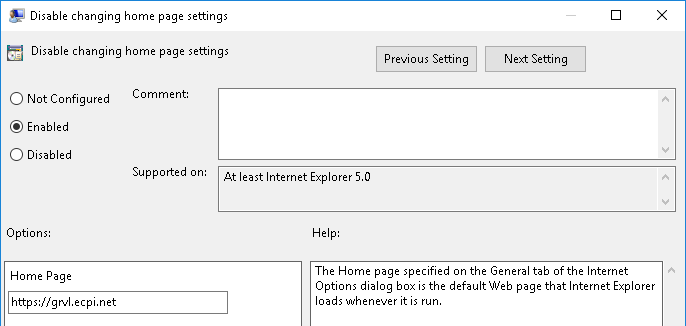 Disable changing home page settings
Disable changing home page settings
Previous Setting
Next Setting
Not Configured
Comment:
Enabled
Disabled
Supported on:
At least Internet Explorer 5.0
Options:
Help:
Home Page
https://grvl.ecpi.net
The Home page specified on the General tab of the Internet
Options dialog box is the default Web page that Internet Explorer
loads whenever it is run.